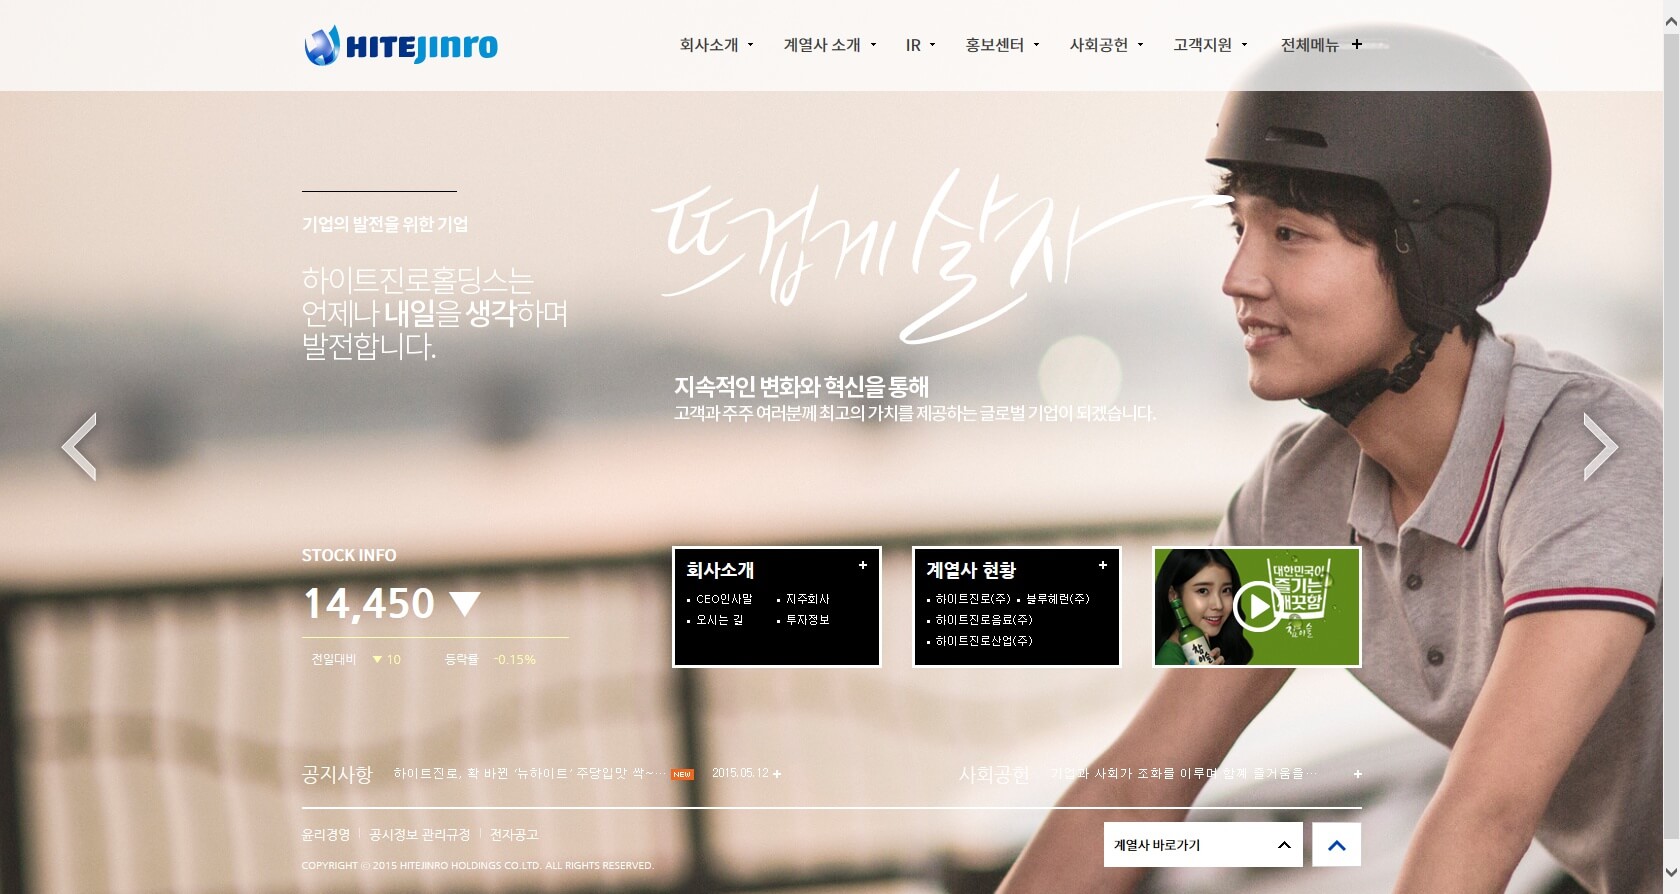 HITEJINRO
회사소개
계열사 소개
IR
홍보센터
사회공헌
고객지원
전체메뉴
기업의 발전을 위한 기업
하이트진로홀딩스는
언제나 내일을 생각하며
발전합니다.
뜨겁게 살자
지속적인 변화와 혁신을 통해
고객과 주주 여러분께 최고의 가치를 제공하는 글로벌 기업이 되겠습니다.
STOCK INFO
14,450 ▼
전일대비 ▼ 10 등락률 -0.15%
회사소개 +
CEO인사말 지주회사
오시는 길 투자정보
계열사 현황 +
하이트진로(주) 블루헤런(주)
하이트진로음료(주)
하이트진로산업(주)
대한민국이
즐기는
깨끗함
참이슬
공지사항 하이트진로, 확 바뀐 '뉴하이트' 주당입맛 싹~… NEW 2015.05.12 +
사회공헌 기업과 사회가 조화를 이루며 함께 즐거움을… +
윤리경영 | 공시정보 관리규정 | 전자공고
COPYRIGHT ⓒ 2015 HITEJINRO HOLDINGS CO.LTD. ALL RIGHTS RESERVED.
계열사 바로가기